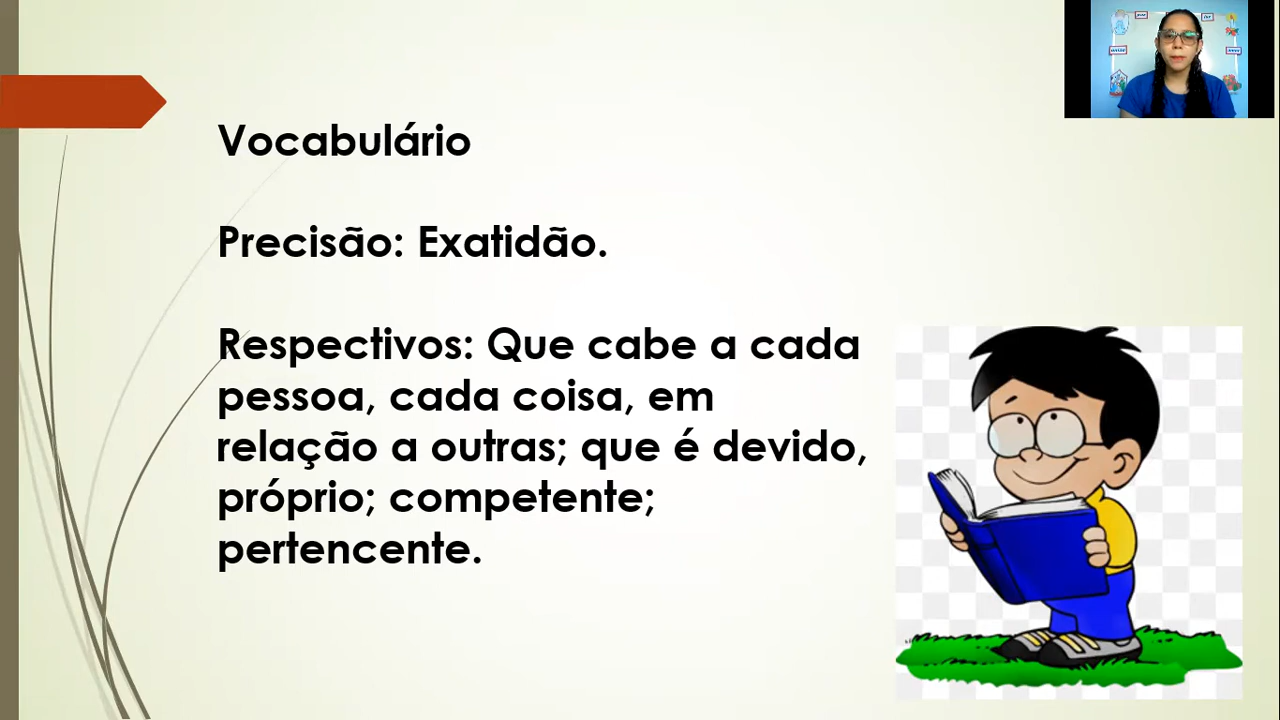 Vocabulário
Precisão: Exatidão.
Respectivos: Que cabe a cada
pessoa, cada coisa, em
relação a outras; que é devido,
próprio; competente;
pertencente.